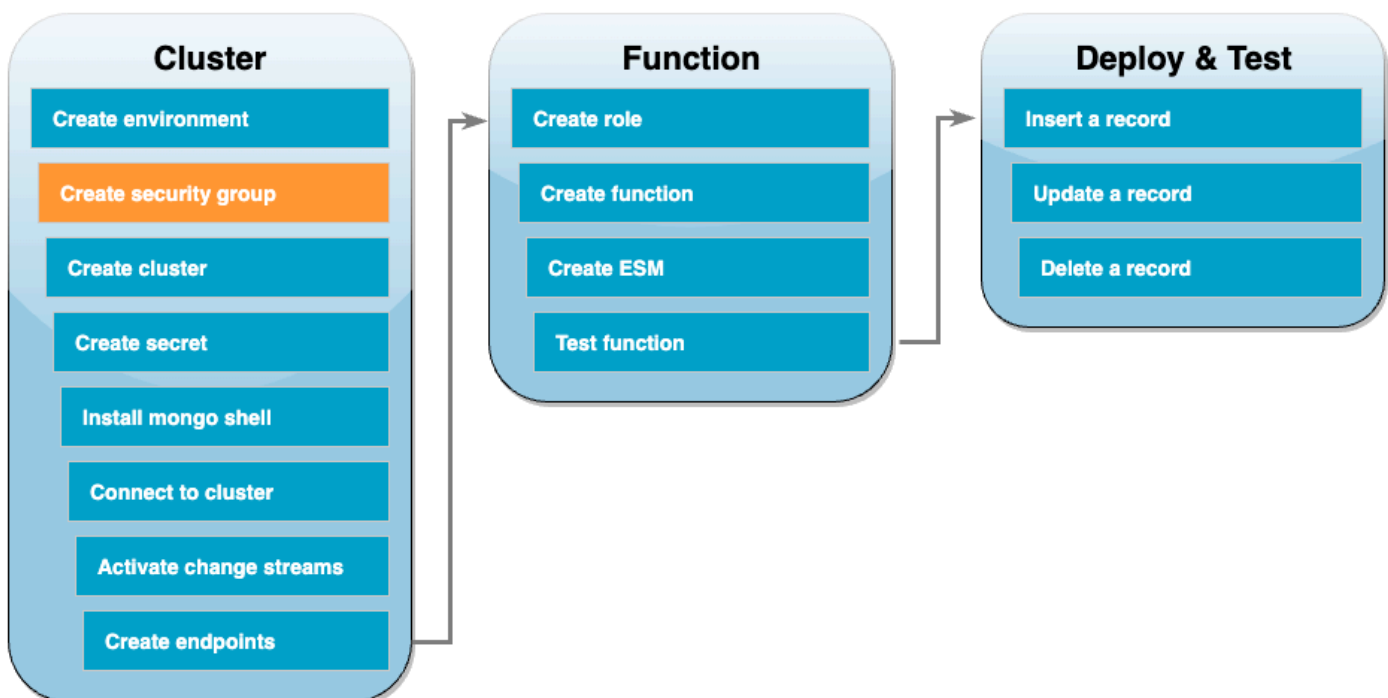 Cluster
Create environment
Create security group
Create cluster
Create secret
Install mongo shell
Connect to cluster
Activate change streams
Create endpoints
Function
Create role
Create function
Create ESM
Test function
Deploy & Test
Insert a record
Update a record
Delete a record